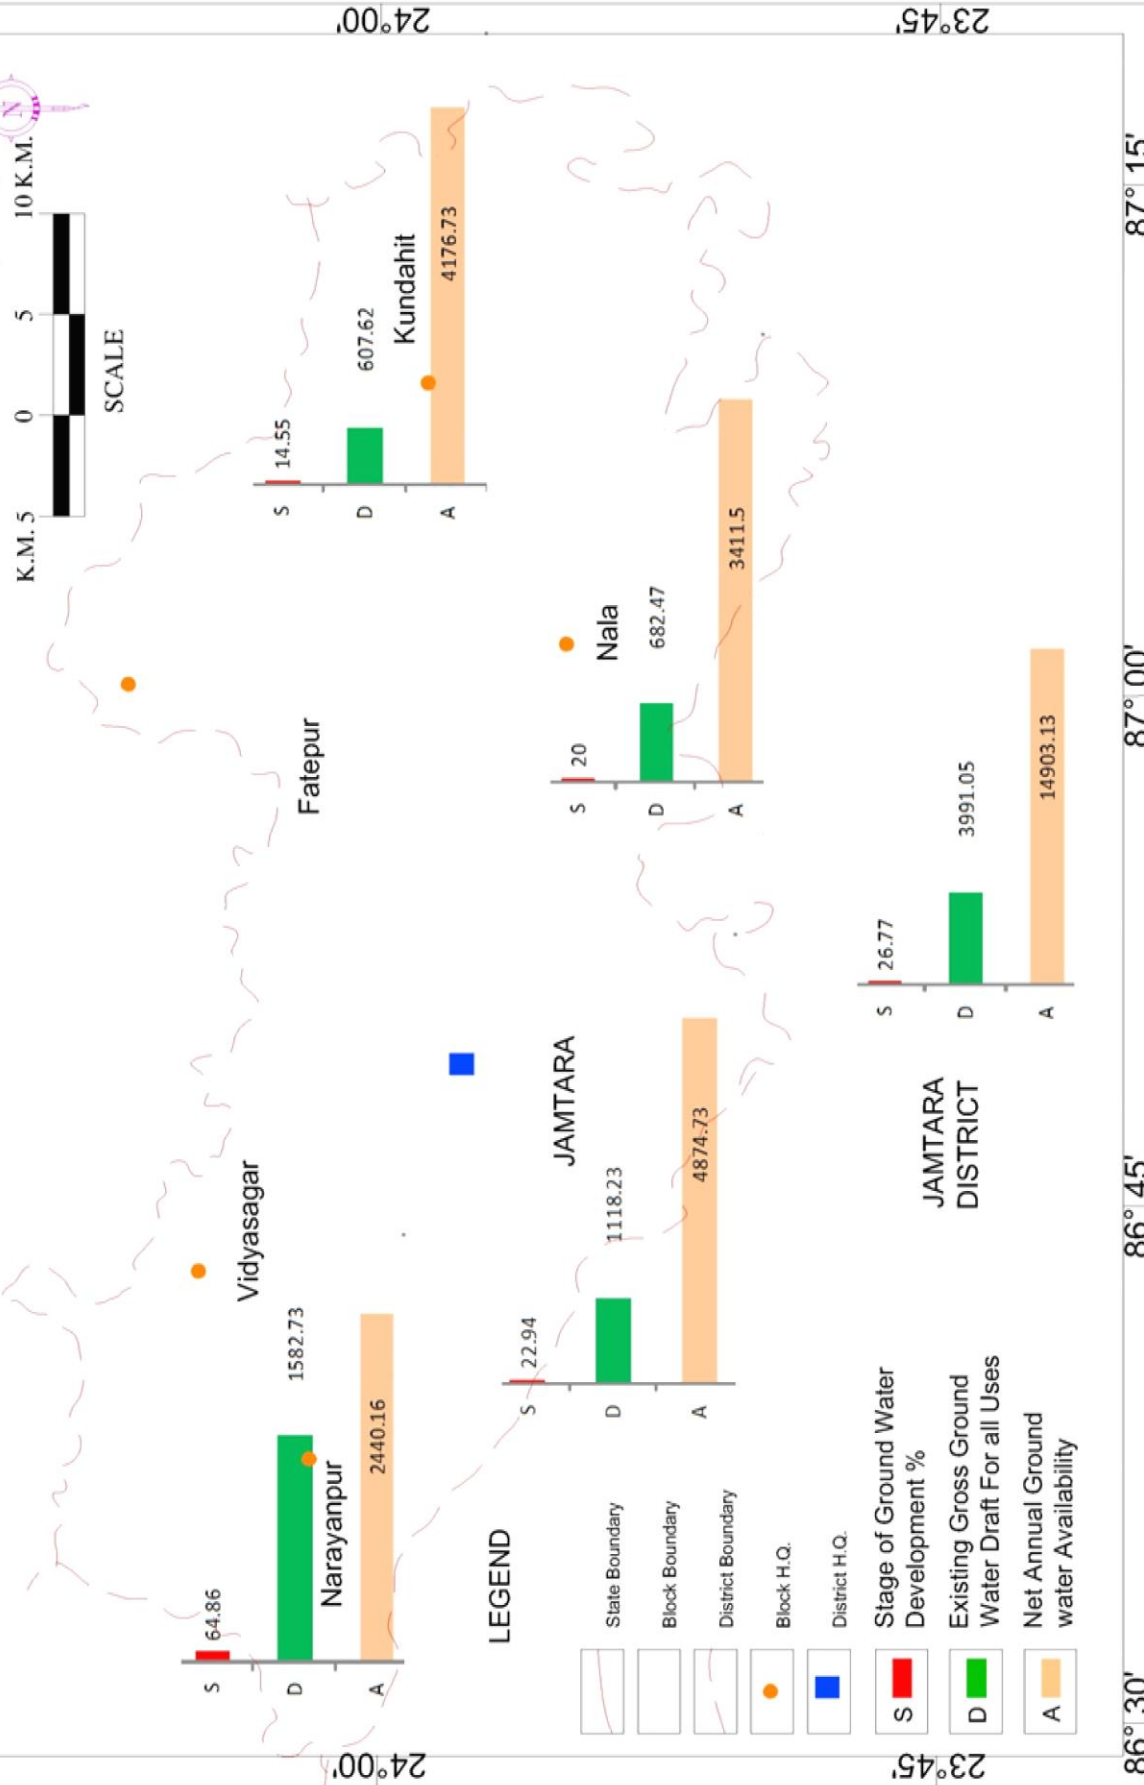 N
K.M. 5 0 5 10 K.M.
SCALE
24°00'
23°45'
24°00'
23°45'
86°30'
86°45'
87°00'
87°15'
S 64.86
D 1582.73
A 2440.16
Narayanpur
Vidyasagar
Fatepur
S 14.55
D 607.62
A 4176.73
Kundahit
S 20
D 682.47
A 3411.5
Nala
S 22.94
D 1118.23
A 4874.73
JAMTARA
S 26.77
D 3991.05
A 14903.13
JAMTARA
DISTRICT
LEGEND
State Boundary
Block Boundary
District Boundary
Block H.Q.
District H.Q.
S Stage of Ground Water
Development %
D Existing Gross Ground
Water Draft For all Uses
A Net Annual Ground
water Availability